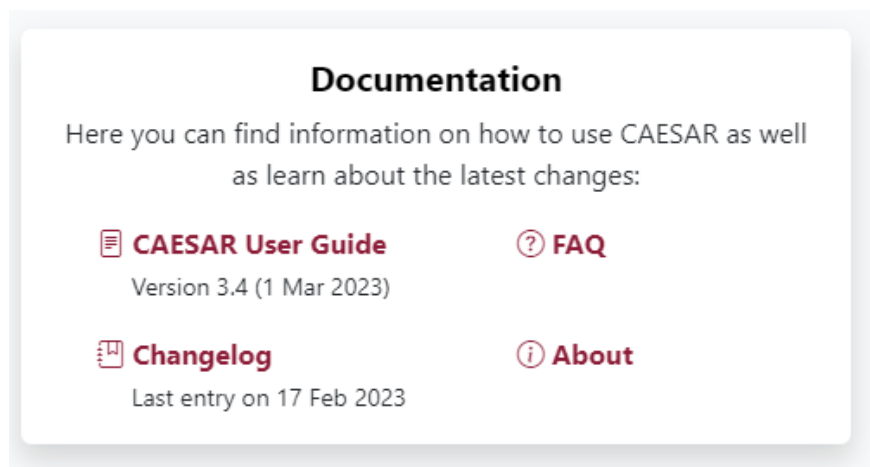 Documentation
Here you can find information on how to use CAESAR as well
as learn about the latest changes:
CAESAR User Guide
Version 3.4 (1 Mar 2023)
FAQ
Changelog
Last entry on 17 Feb 2023
About